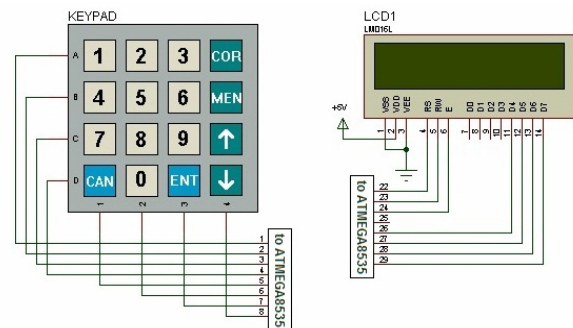 KEYPAD
A 1 2 3 COR
B 4 5 6 MEN
C 7 8 9 ↑
D CAN 0 ENT ↓
1 2 3 4
1
2
3
4
5
6
7
8
to ATMEGA8535
LCD1
LM016L
+5V
VSS VDD VEE RS RW E D0 D1 D2 D3 D4 D5 D6 D7
1 2 3 4 5 6 7 8 9 10 11 12 13 14
22
23
24
25
26
27
28
29
to ATMEGA8535